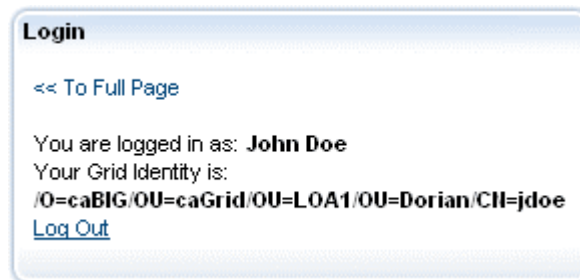 Login
<< To Full Page
You are logged in as: John Doe
Your Grid Identity is:
/O=caBIG/OU=caGrid/OU=LOA1/OU=Dorian/CN=jdoe
Log Out